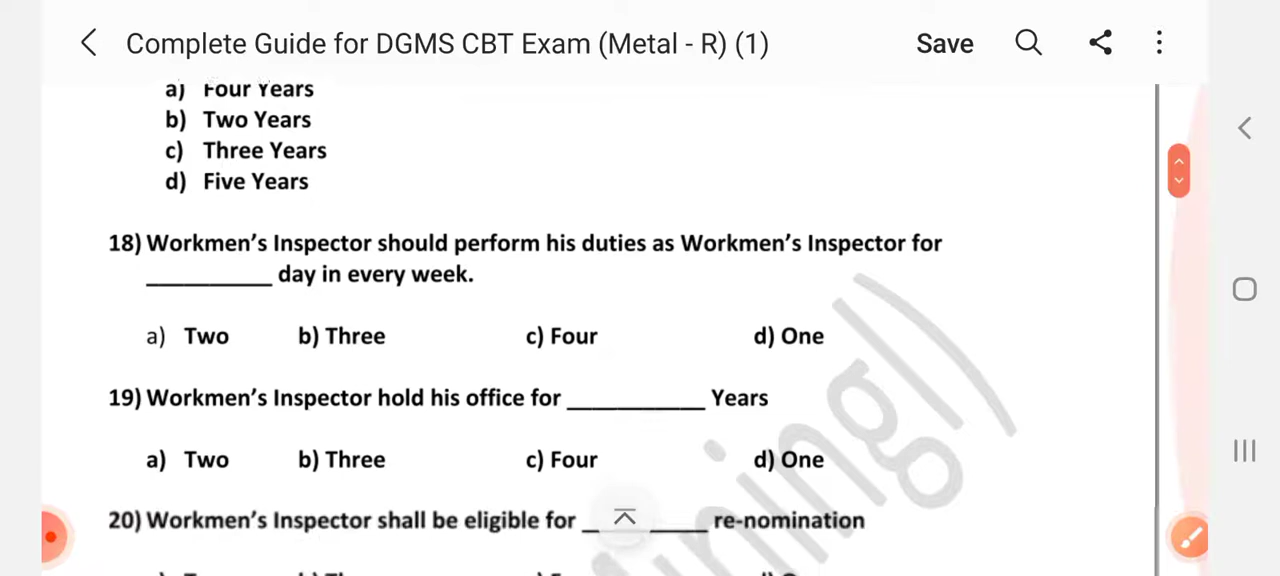 Complete Guide for DGMS CBT Exam (Metal - R) (1) Save
a) Four Years
b) Two Years
c) Three Years
d) Five Years
18) Workmen's Inspector should perform his duties as Workmen's Inspector for
__________ day in every week.
a) Two b) Three c) Four d) One
19) Workmen's Inspector hold his office for ___________ Years
a) Two b) Three c) Four d) One
20) Workmen's Inspector shall be eligible for __________ re-nomination